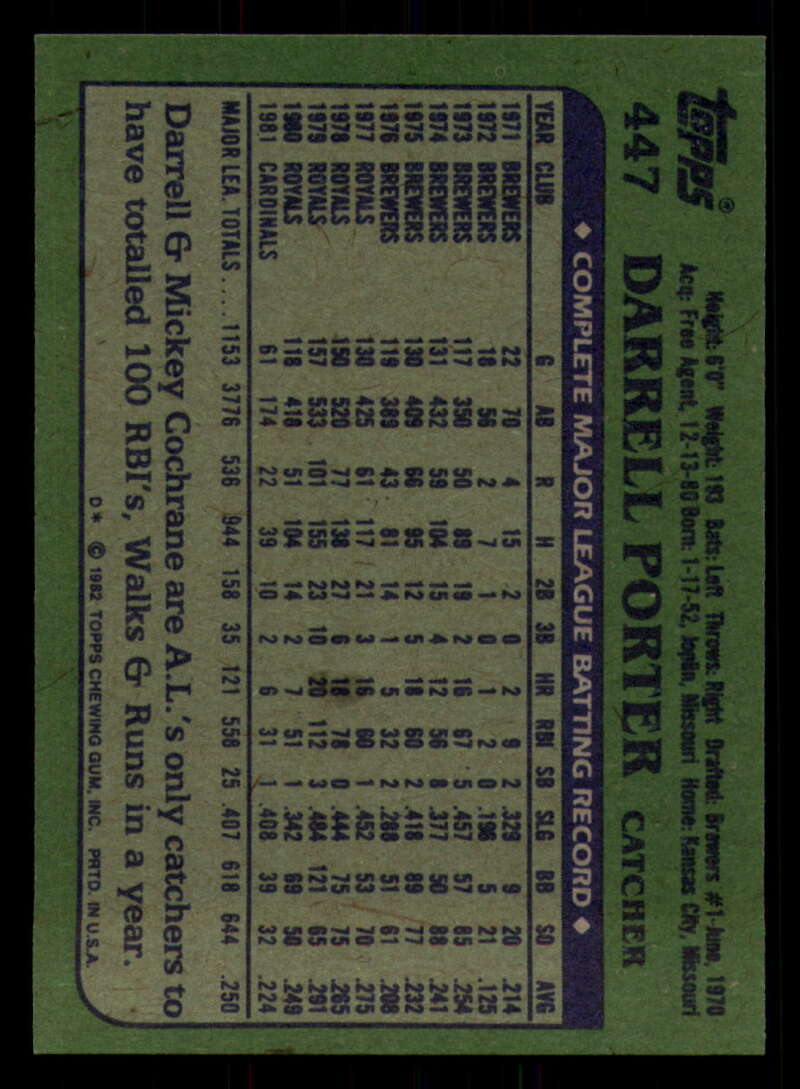 Topps®
447 DARRELL PORTER CATCHER
Height: 6'0" Weight: 193 Bats: Left Throws: Right Drafted: Brewers #1-June, 1970
Acq: Free Agent, 12-13-80 Born: 1-17-52, Joplin, Missouri Home: Kansas City, Missouri
◆ COMPLETE MAJOR LEAGUE BATTING RECORD ◆
YEAR CLUB G AB R H 2B 3B HR RBI SB SLG BB SO AVG
1971 BREWERS 22 70 4 15 2 0 2 9 2 .329 9 20 .214
1972 BREWERS 18 56 2 7 1 0 1 2 0 .196 5 21 .125
1973 BREWERS 117 350 50 89 19 2 16 67 5 .457 57 85 .254
1974 BREWERS 131 432 59 104 15 4 12 56 8 .377 50 88 .241
1975 BREWERS 130 409 66 95 12 5 18 60 2 .418 89 77 .232
1976 BREWERS 119 389 43 81 14 1 5 32 2 .288 51 61 .208
1977 ROYALS 130 425 61 117 21 3 16 60 1 .452 53 70 .275
1978 ROYALS 150 520 77 138 27 6 18 78 0 .444 75 75 .265
1979 ROYALS 157 533 101 155 23 10 20 112 3 .484 121 65 .291
1980 ROYALS 118 418 51 104 14 2 7 51 1 .342 69 50 .249
1981 CARDINALS 61 174 22 39 10 2 6 31 1 .408 39 32 .224
MAJOR LEA. TOTALS .... 1153 3776 536 944 158 35 121 558 25 .407 618 644 .250
Darrell & Mickey Cochrane are A.L.'s only catchers to
have totalled 100 RBI's, Walks & Runs in a year.
D* © 1982 TOPPS CHEWING GUM, INC. PRTD. IN U.S.A.